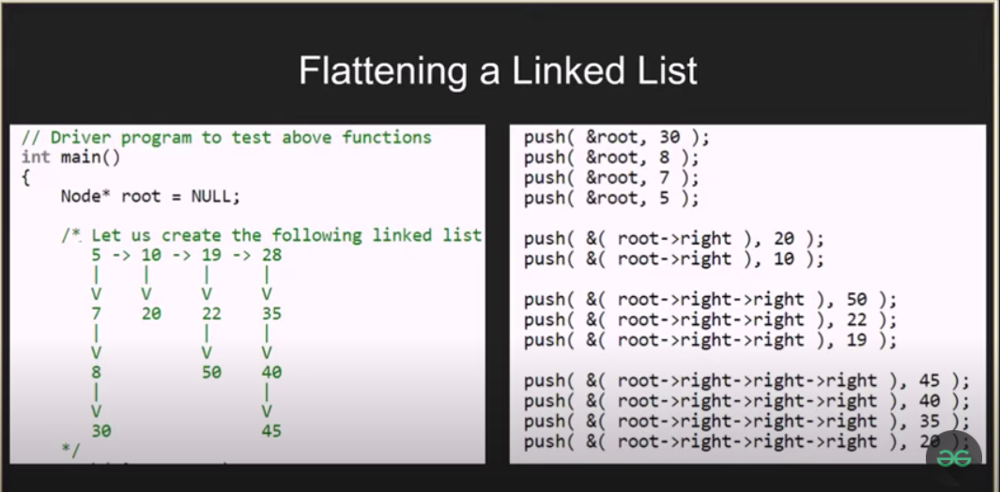 Flattening a Linked List
// Driver program to test above functions
int main()
{
Node* root = NULL;
/* Let us create the following linked list
5 -> 10 -> 19 -> 28
| | | |
V V V V
7 20 22 35
| | |
V V V
8 50 40
| |
V V
30 45
*/
push( &root, 30 );
push( &root, 8 );
push( &root, 7 );
push( &root, 5 );
push( &( root->right ), 20 );
push( &( root->right ), 10 );
push( &( root->right->right ), 50 );
push( &( root->right->right ), 22 );
push( &( root->right->right ), 19 );
push( &( root->right->right->right ), 45 );
push( &( root->right->right->right ), 40 );
push( &( root->right->right->right ), 35 );
push( &( root->right->right->right ), 20 );